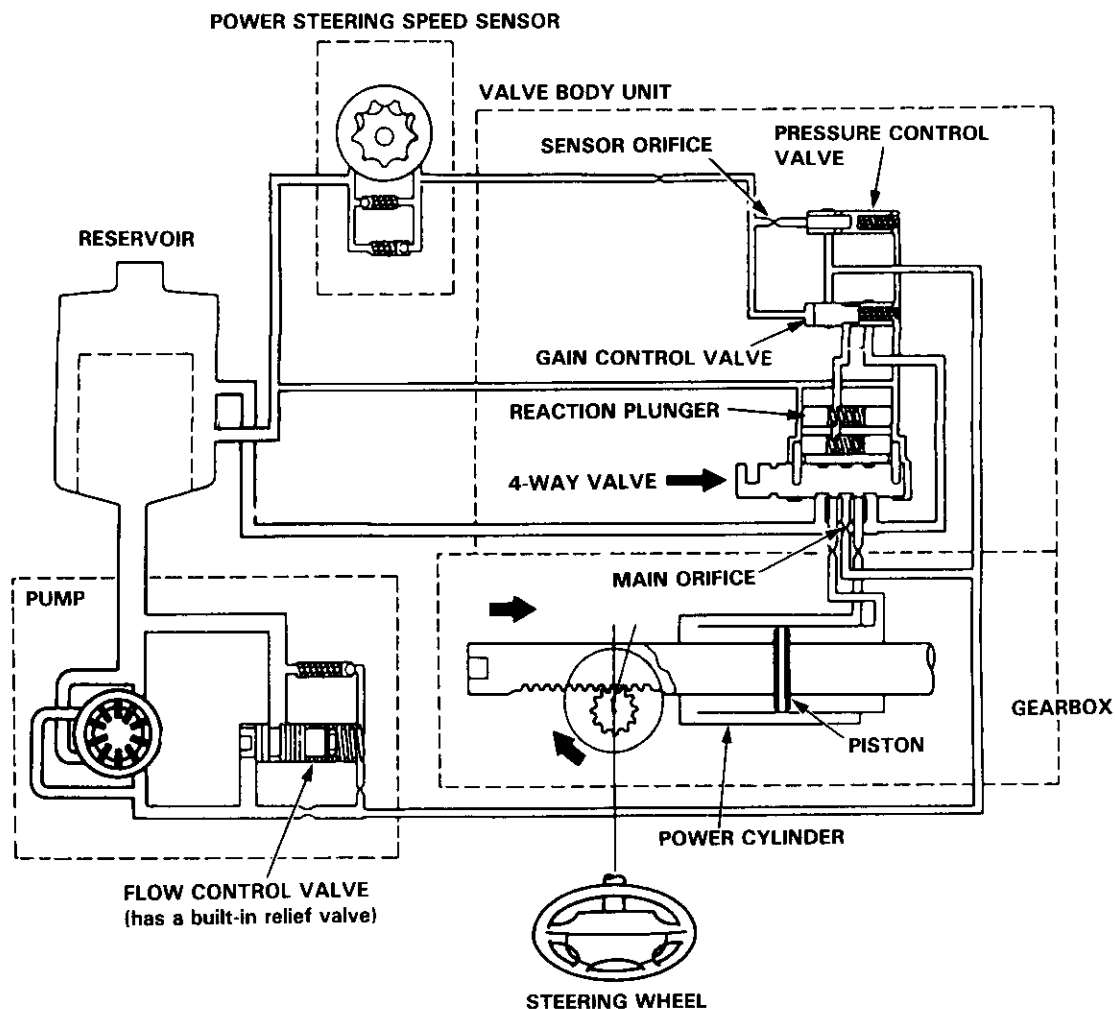 POWER STEERING SPEED SENSOR
VALVE BODY UNIT
SENSOR ORIFICE
PRESSURE CONTROL
VALVE
RESERVOIR
GAIN CONTROL VALVE
REACTION PLUNGER
4-WAY VALVE
MAIN ORIFICE
PUMP
GEARBOX
PISTON
POWER CYLINDER
FLOW CONTROL VALVE
(has a built-in relief valve)
STEERING WHEEL